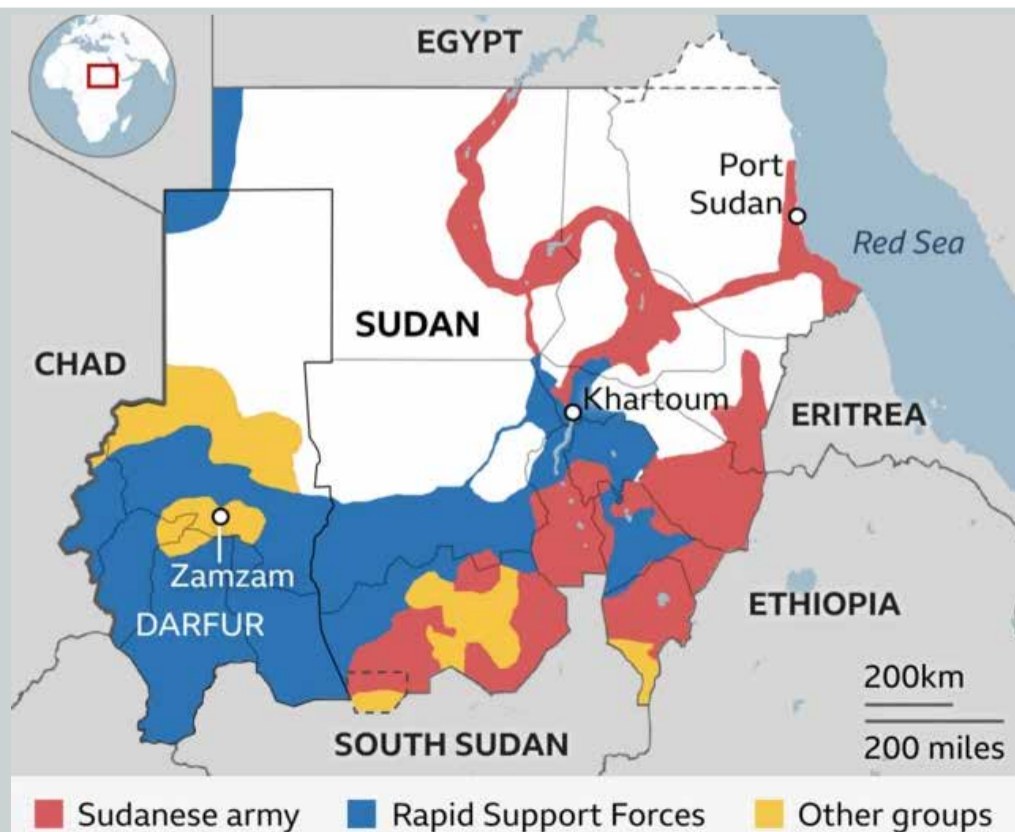 EGYPT
Port
Sudan
Red Sea
SUDAN
CHAD
Khartoum
ERITREA
Zamzam
DARFUR
ETHIOPIA
200km
200 miles
SOUTH SUDAN
Sudanese army
Rapid Support Forces
Other groups